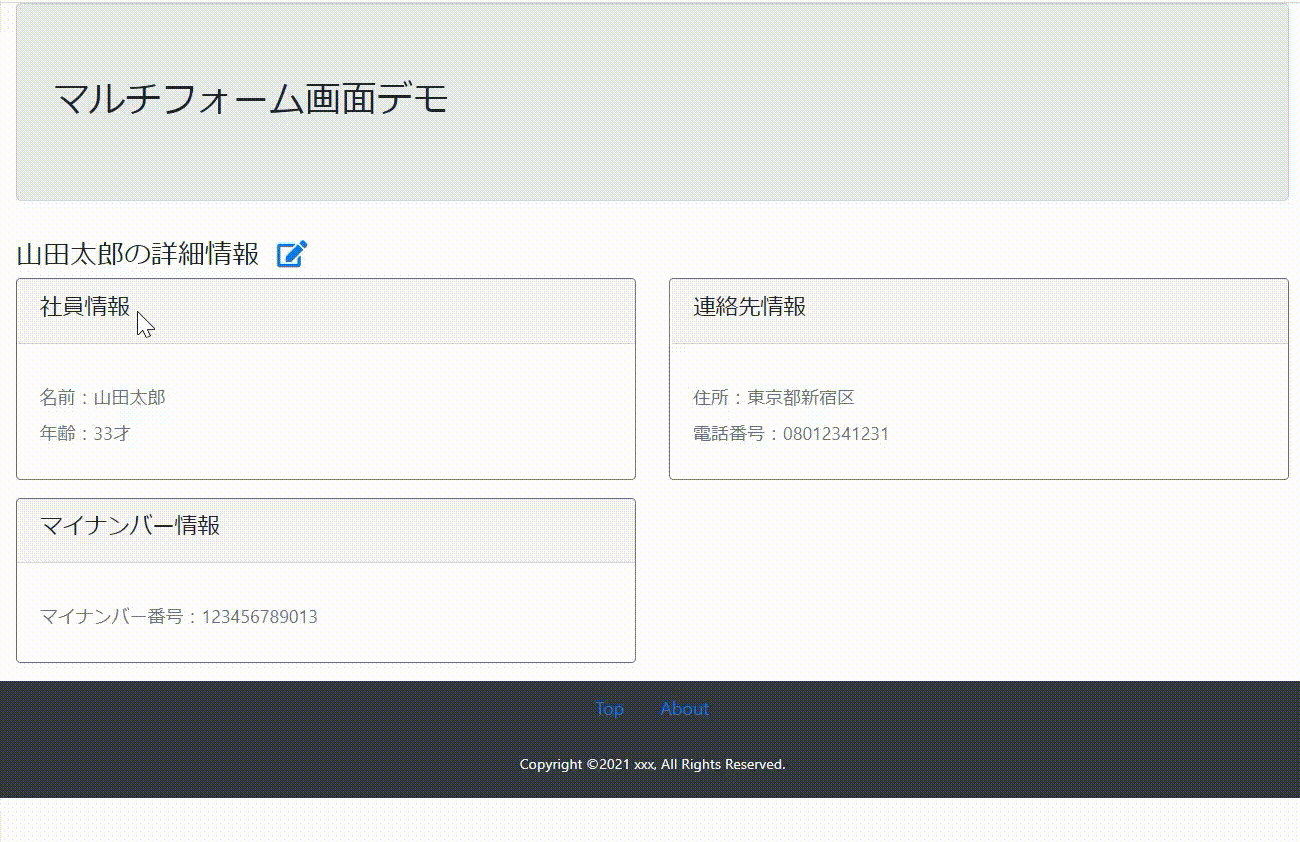 マルチフォーム画面デモ
山田太郎の詳細情報
社員情報
名前：山田太郎
年齢：33才
連絡先情報
住所：東京都新宿区
電話番号：08012341231
マイナンバー情報
マイナンバー番号：123456789013
Top About
Copyright ©2021 xxx, All Rights Reserved.